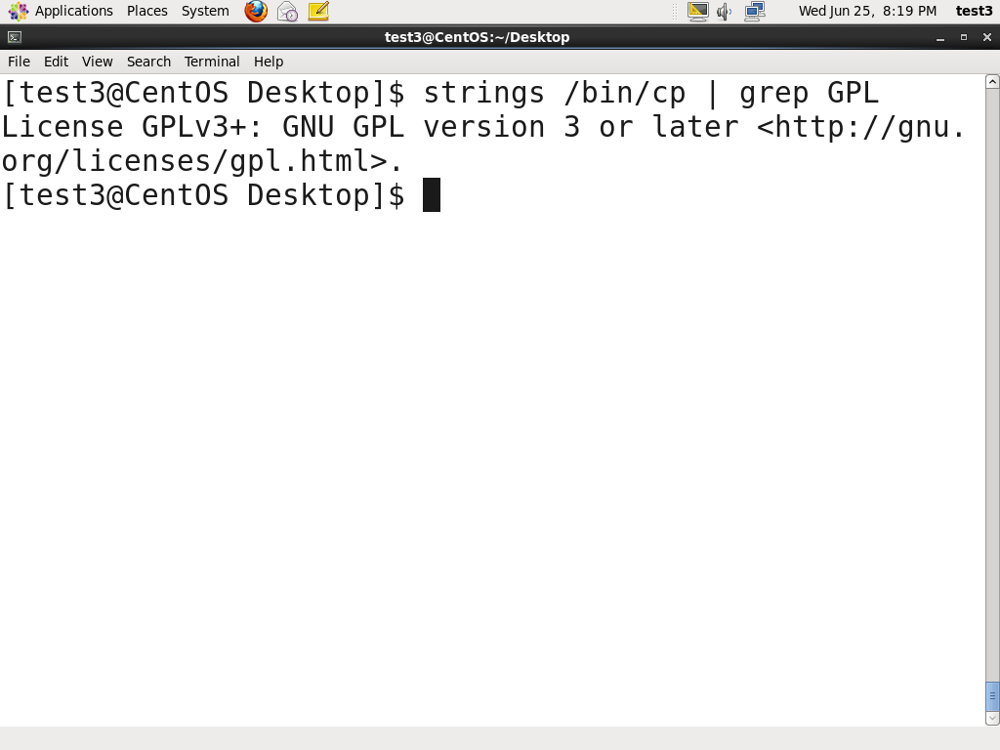 Applications Places System Wed Jun 25, 8:19 PM test3
test3@CentOS:~/Desktop
File Edit View Search Terminal Help
[test3@CentOS Desktop]$ strings /bin/cp | grep GPL
License GPLv3+: GNU GPL version 3 or later <http://gnu.
org/licenses/gpl.html>.
[test3@CentOS Desktop]$